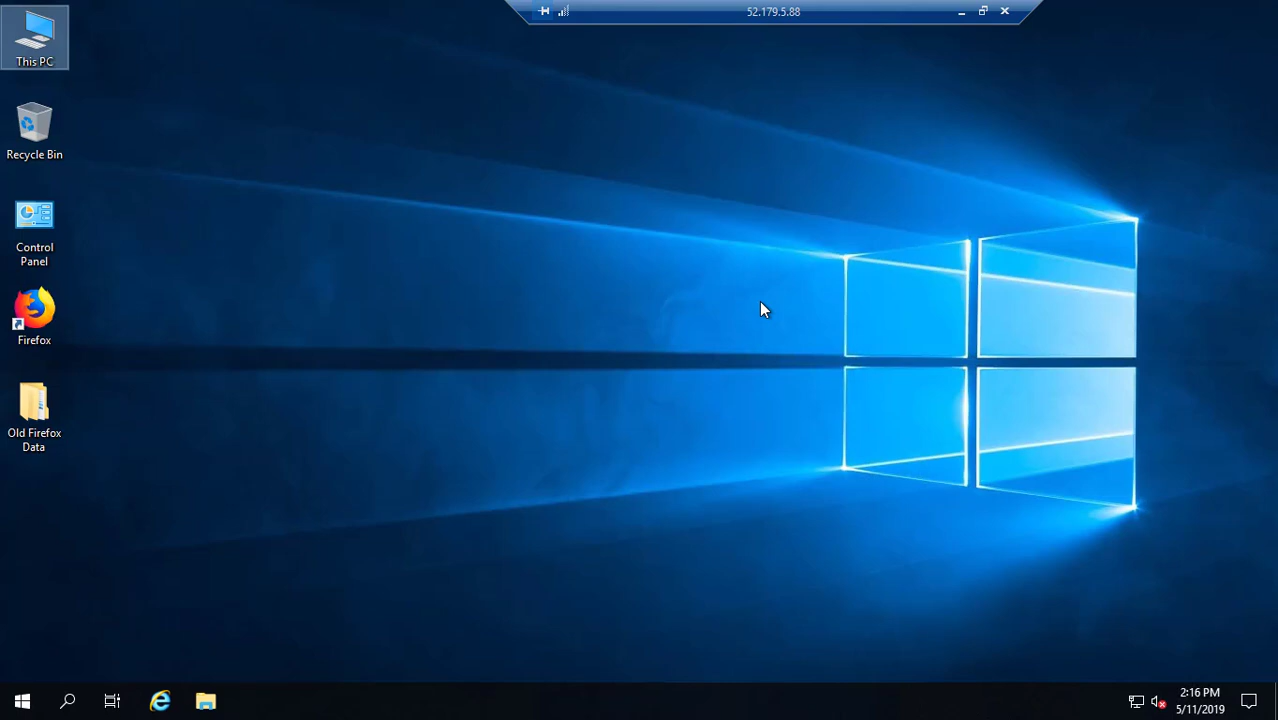 52.179.5.88
This PC
Recycle Bin
Control
Panel
Firefox
Old Firefox
Data
2:16 PM
5/11/2019